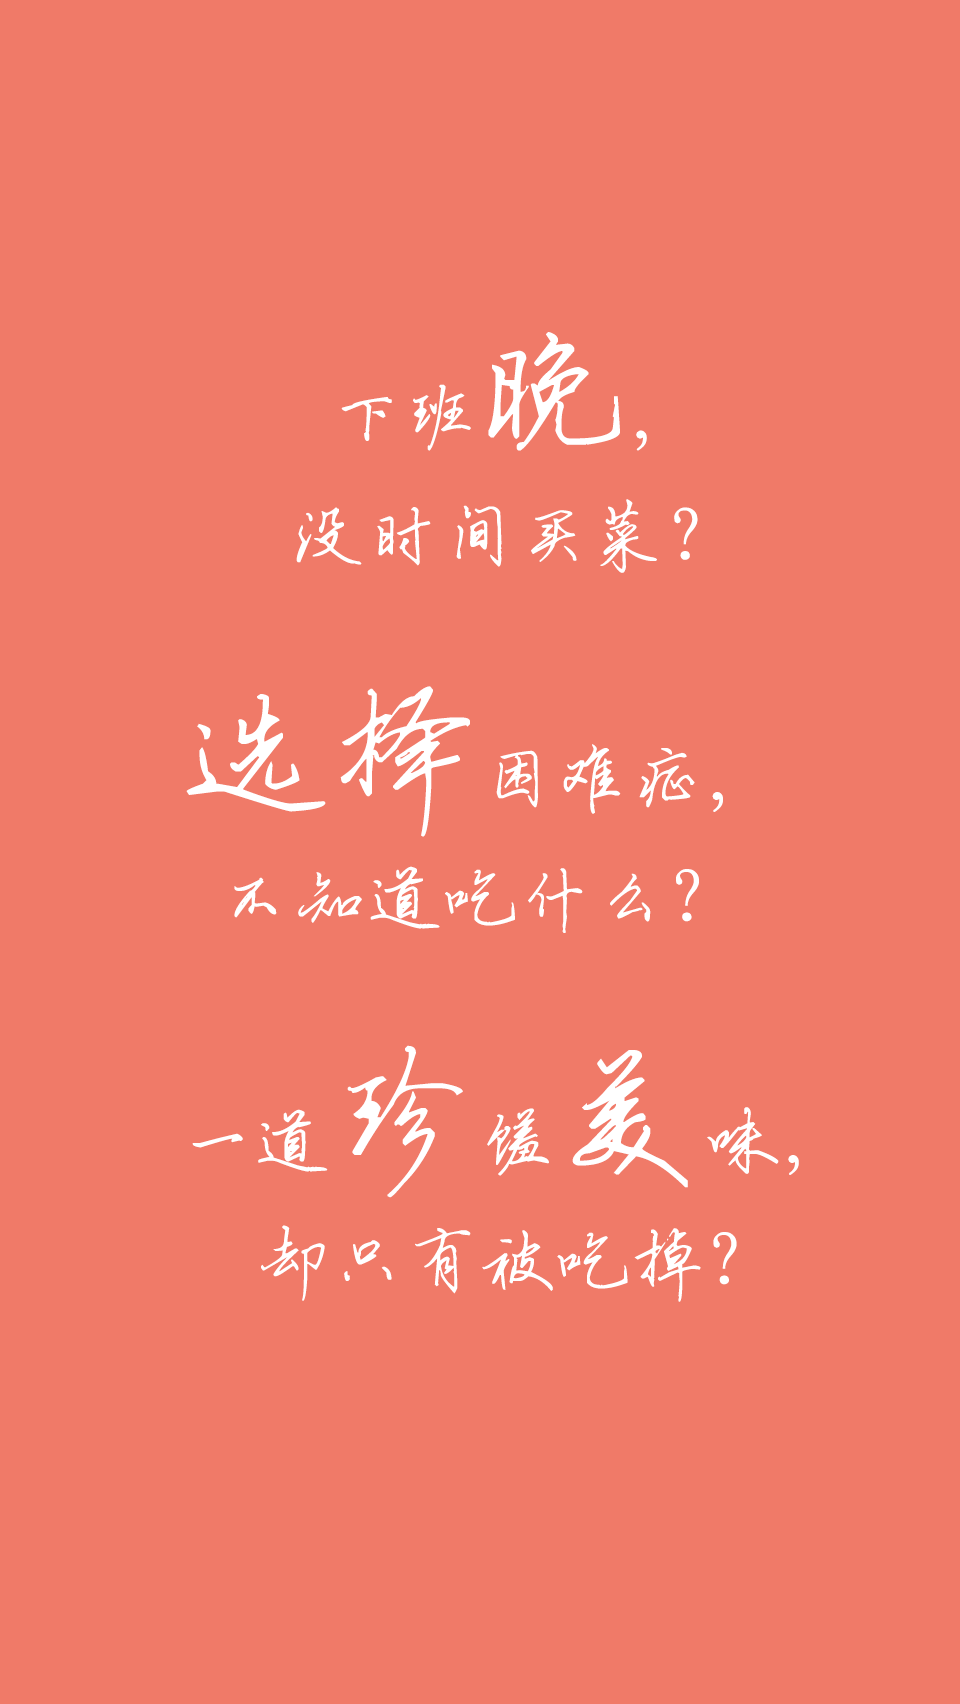 下班晚，
没时间买菜？
选择困难症，
不知道吃什么？
一道珍馐美味，
却只有被吃掉？